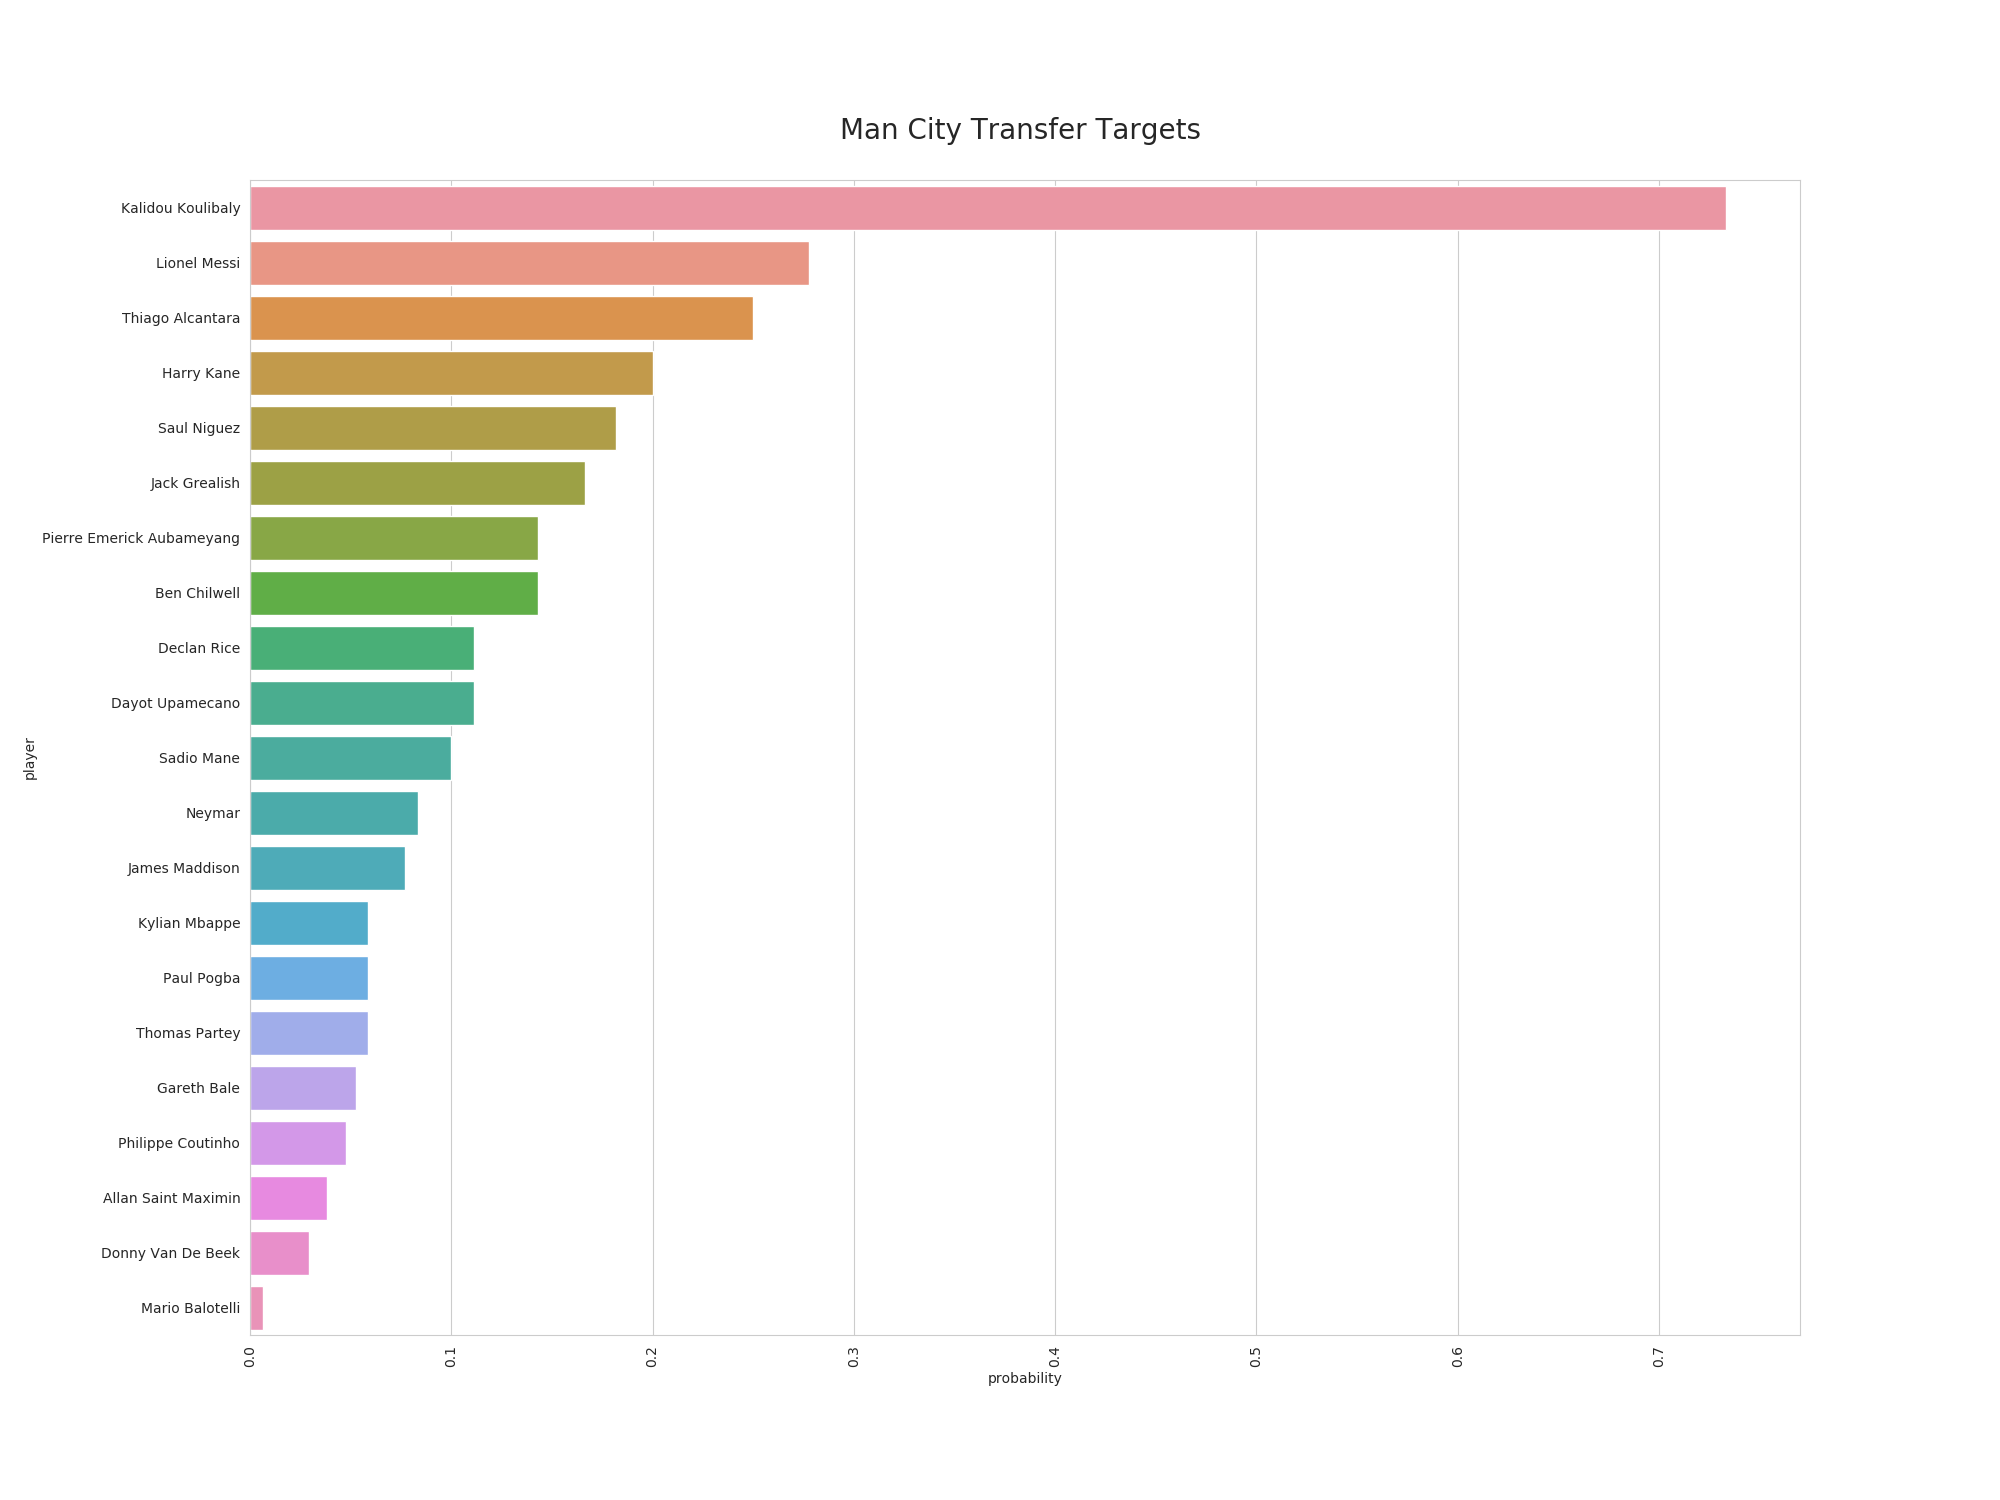 Man City Transfer Targets
Kalidou Koulibaly
Lionel Messi
Thiago Alcantara
Harry Kane
Saul Niguez
Jack Grealish
Pierre Emerick Aubameyang
Ben Chilwell
Declan Rice
Dayot Upamecano
Sadio Mane
Neymar
James Maddison
Kylian Mbappe
Paul Pogba
Thomas Partey
Gareth Bale
Philippe Coutinho
Allan Saint Maximin
Donny Van De Beek
Mario Balotelli
player
0.0 0.1 0.2 0.3 0.4 0.5 0.6 0.7
probability